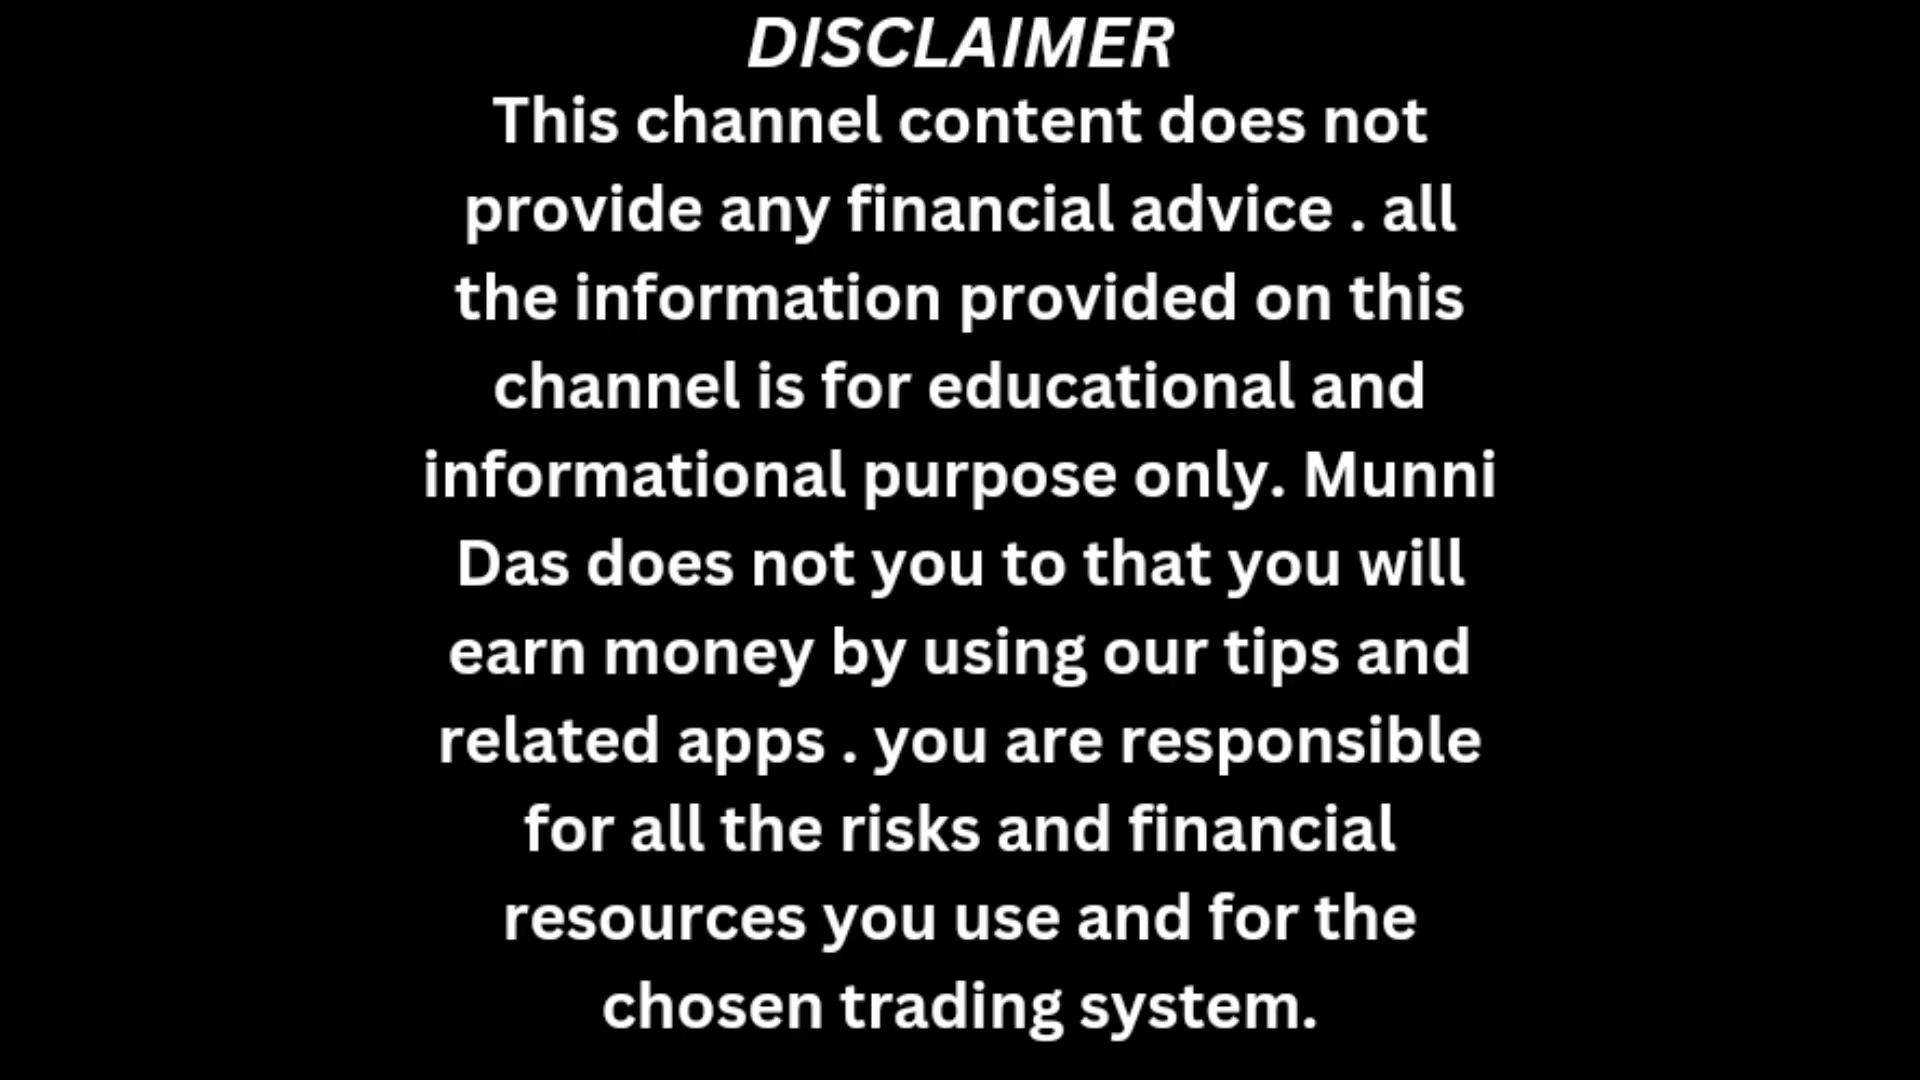 DISCLAIMER
This channel content does not
provide any financial advice . all
the information provided on this
channel is for educational and
informational purpose only. Munni
Das does not you to that you will
earn money by using our tips and
related apps . you are responsible
for all the risks and financial
resources you use and for the
chosen trading system.